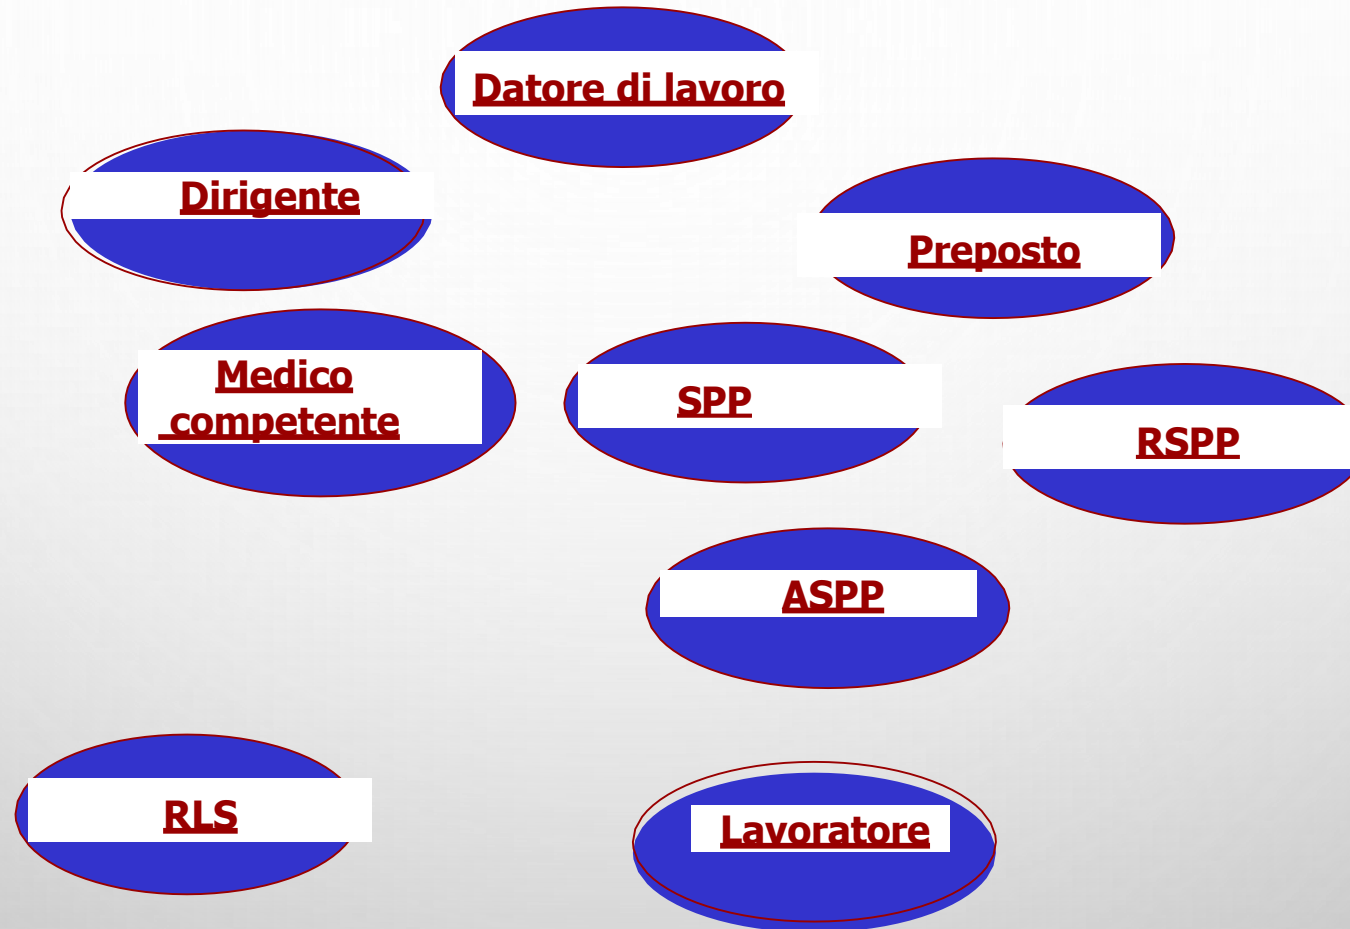 Datore di lavoro
Dirigente
Preposto
Medico
competente
SPP
RSPP
ASPP
RLS
Lavoratore